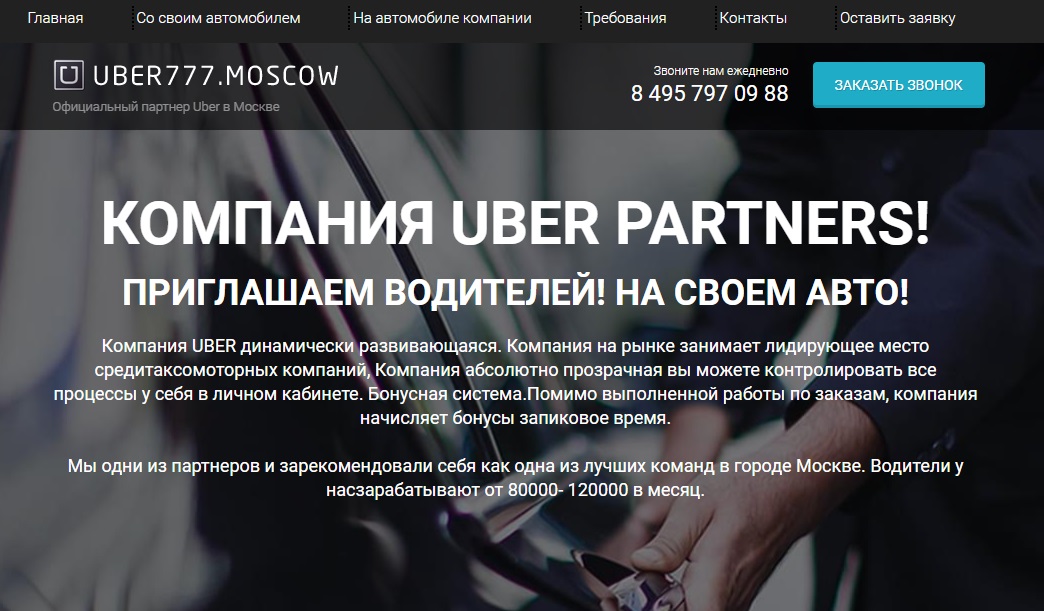 Главная
Со своим автомобилем
На автомобиле компании
Требования
Контакты
Оставить заявку
UBER777.MOSCOW
Официальный партнер Uber в Москве
Звоните нам ежедневно
8 495 797 09 88
ЗАКАЗАТЬ ЗВОНОК
КОМПАНИЯ UBER PARTNERS!
ПРИГЛАШАЕМ ВОДИТЕЛЕЙ! НА СВОЕМ АВТО!
Компания UBER динамически развивающаяся. Компания на рынке занимает лидирующее место
средитаксомоторных компаний, Компания абсолютно прозрачная вы можете контролировать все
процессы у себя в личном кабинете. Бонусная система.Помимо выполненной работы по заказам, компания
начисляет бонусы запиковое время.
Мы одни из партнеров и зарекомендовали себя как одна из лучших команд в городе Москве. Водители у
насзарабатывают от 80000- 120000 в месяц.